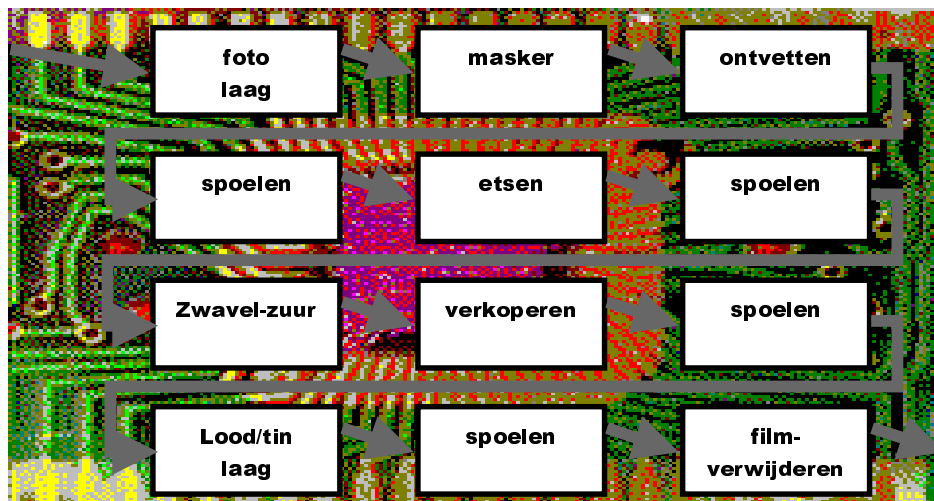 foto
laag
masker
ontvetten
spoelen
etsen
spoelen
Zwavel-zuur
verkoperen
spoelen
Lood/tin
laag
spoelen
film-
verwijderen